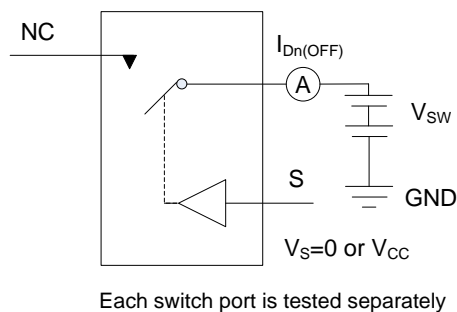 NC
I_Dn(OFF)
A
V_SW
S
GND
V_S=0 or V_CC
Each switch port is tested separately